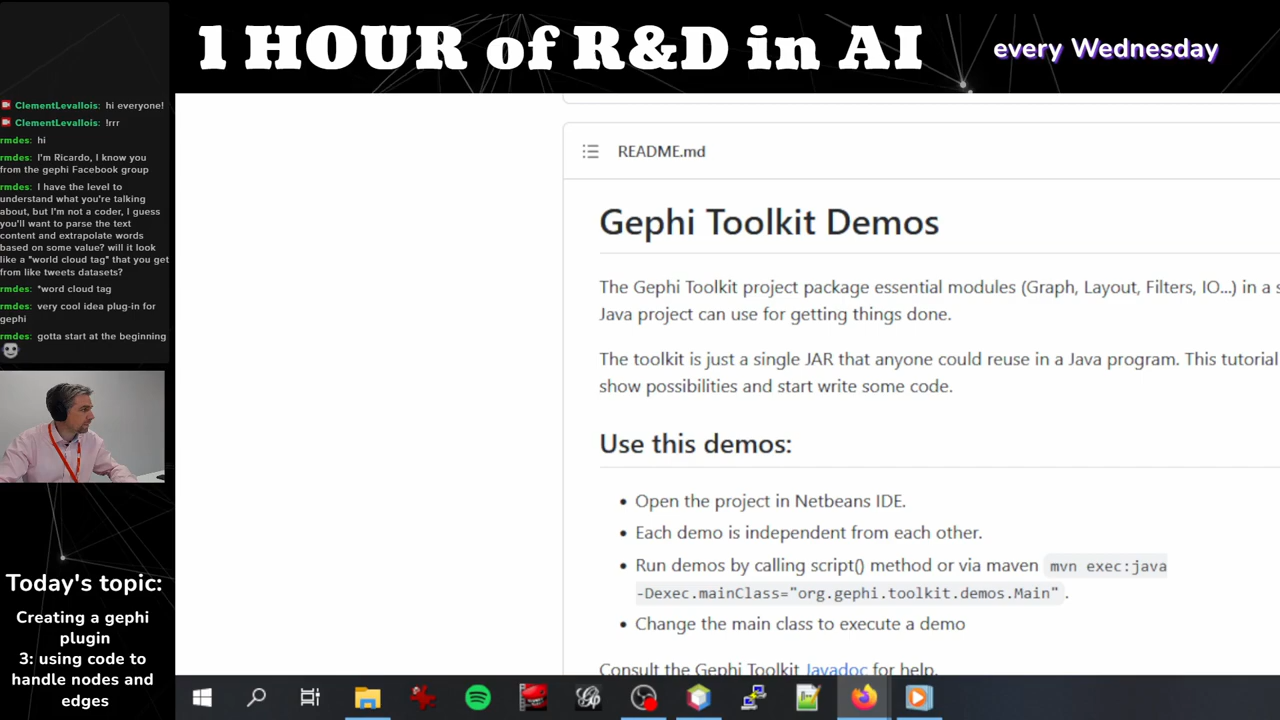 1 HOUR of R&D in AI
every Wednesday
ClementLevallois: hi everyone!
ClementLevallois: !rrr
rmdes: hi
rmdes: I'm Ricardo, I know you
from the gephi Facebook group
rmdes: I have the level to
understand what you're talking
about, but I'm not a coder, I guess
you'll want to parse the text
content and extrapolate words
based on some value? will it look
like a "world cloud tag" that you get
from like tweets datasets?
rmdes: *word cloud tag
rmdes: very cool idea plug-in for
gephi
rmdes: gotta start at the beginning
Today's topic:
Creating a gephi
plugin
3: using code to
handle nodes and
edges
README.md
Gephi Toolkit Demos
The Gephi Toolkit project package essential modules (Graph, Layout, Filters, IO...) in a s
Java project can use for getting things done.
The toolkit is just a single JAR that anyone could reuse in a Java program. This tutorial
show possibilities and start write some code.
Use this demos:
• Open the project in Netbeans IDE.
• Each demo is independent from each other.
• Run demos by calling script() method or via maven mvn exec:java
-Dexec.mainClass="org.gephi.toolkit.demos.Main" .
• Change the main class to execute a demo
Consult the Gephi Toolkit Javadoc for help.